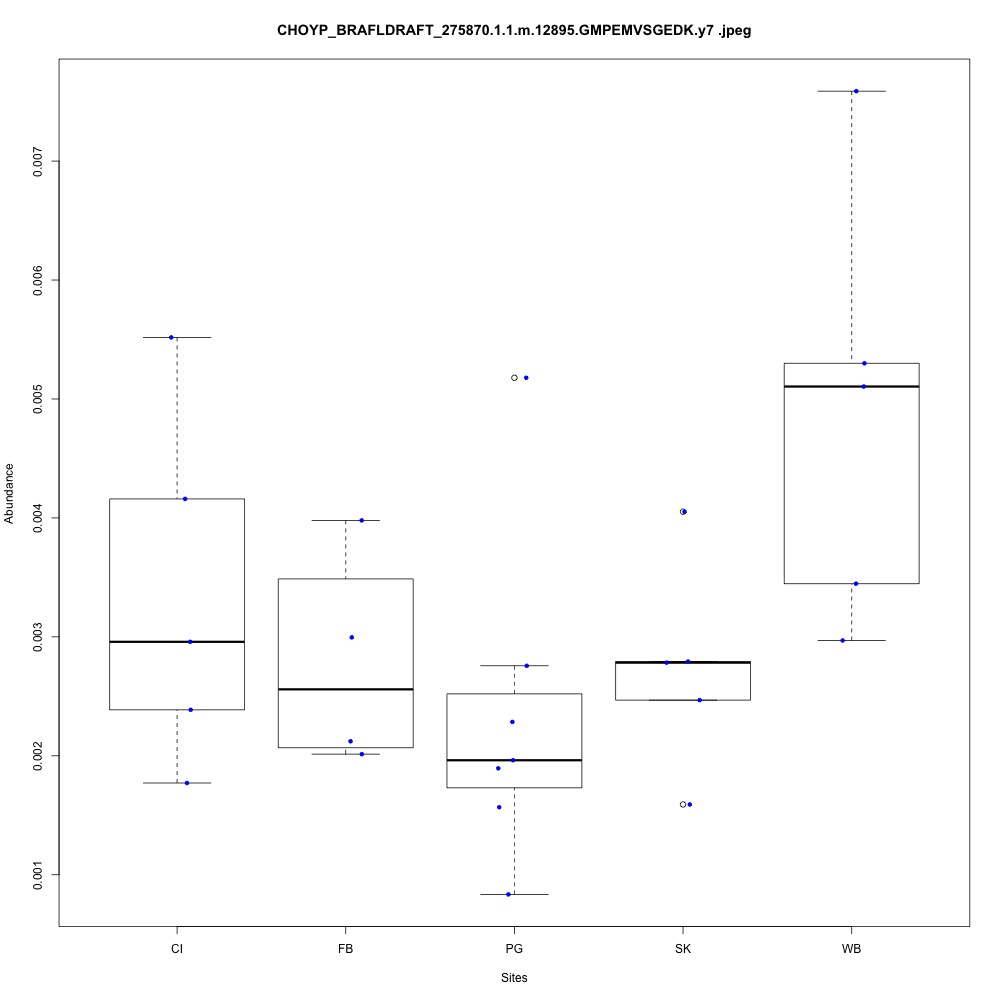 CHOYP_BRAFLDRAFT_275870.1.1.m.12895.GMPEMVSGEDK.y7 .jpeg
Abundance
0.007
0.006
0.005
0.004
0.003
0.002
0.001
CI FB PG SK WB
Sites